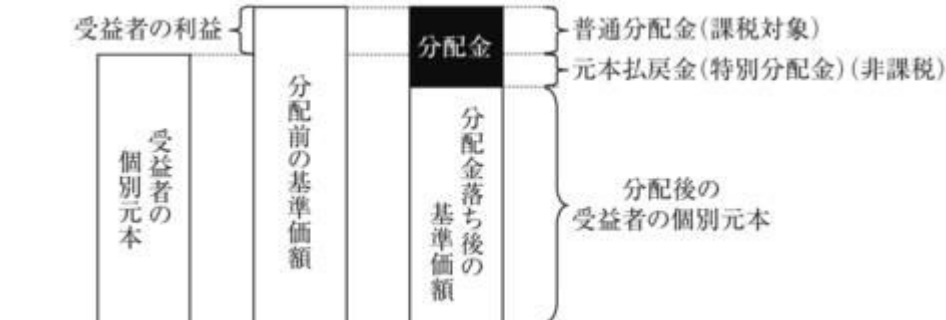 受益者の利益
受益者の
個別元本
分配前の基準価額
分配金
分配金落ち後の
基準価額
普通分配金(課税対象)
元本払戻金(特別分配金)(非課税)
分配後の
受益者の個別元本